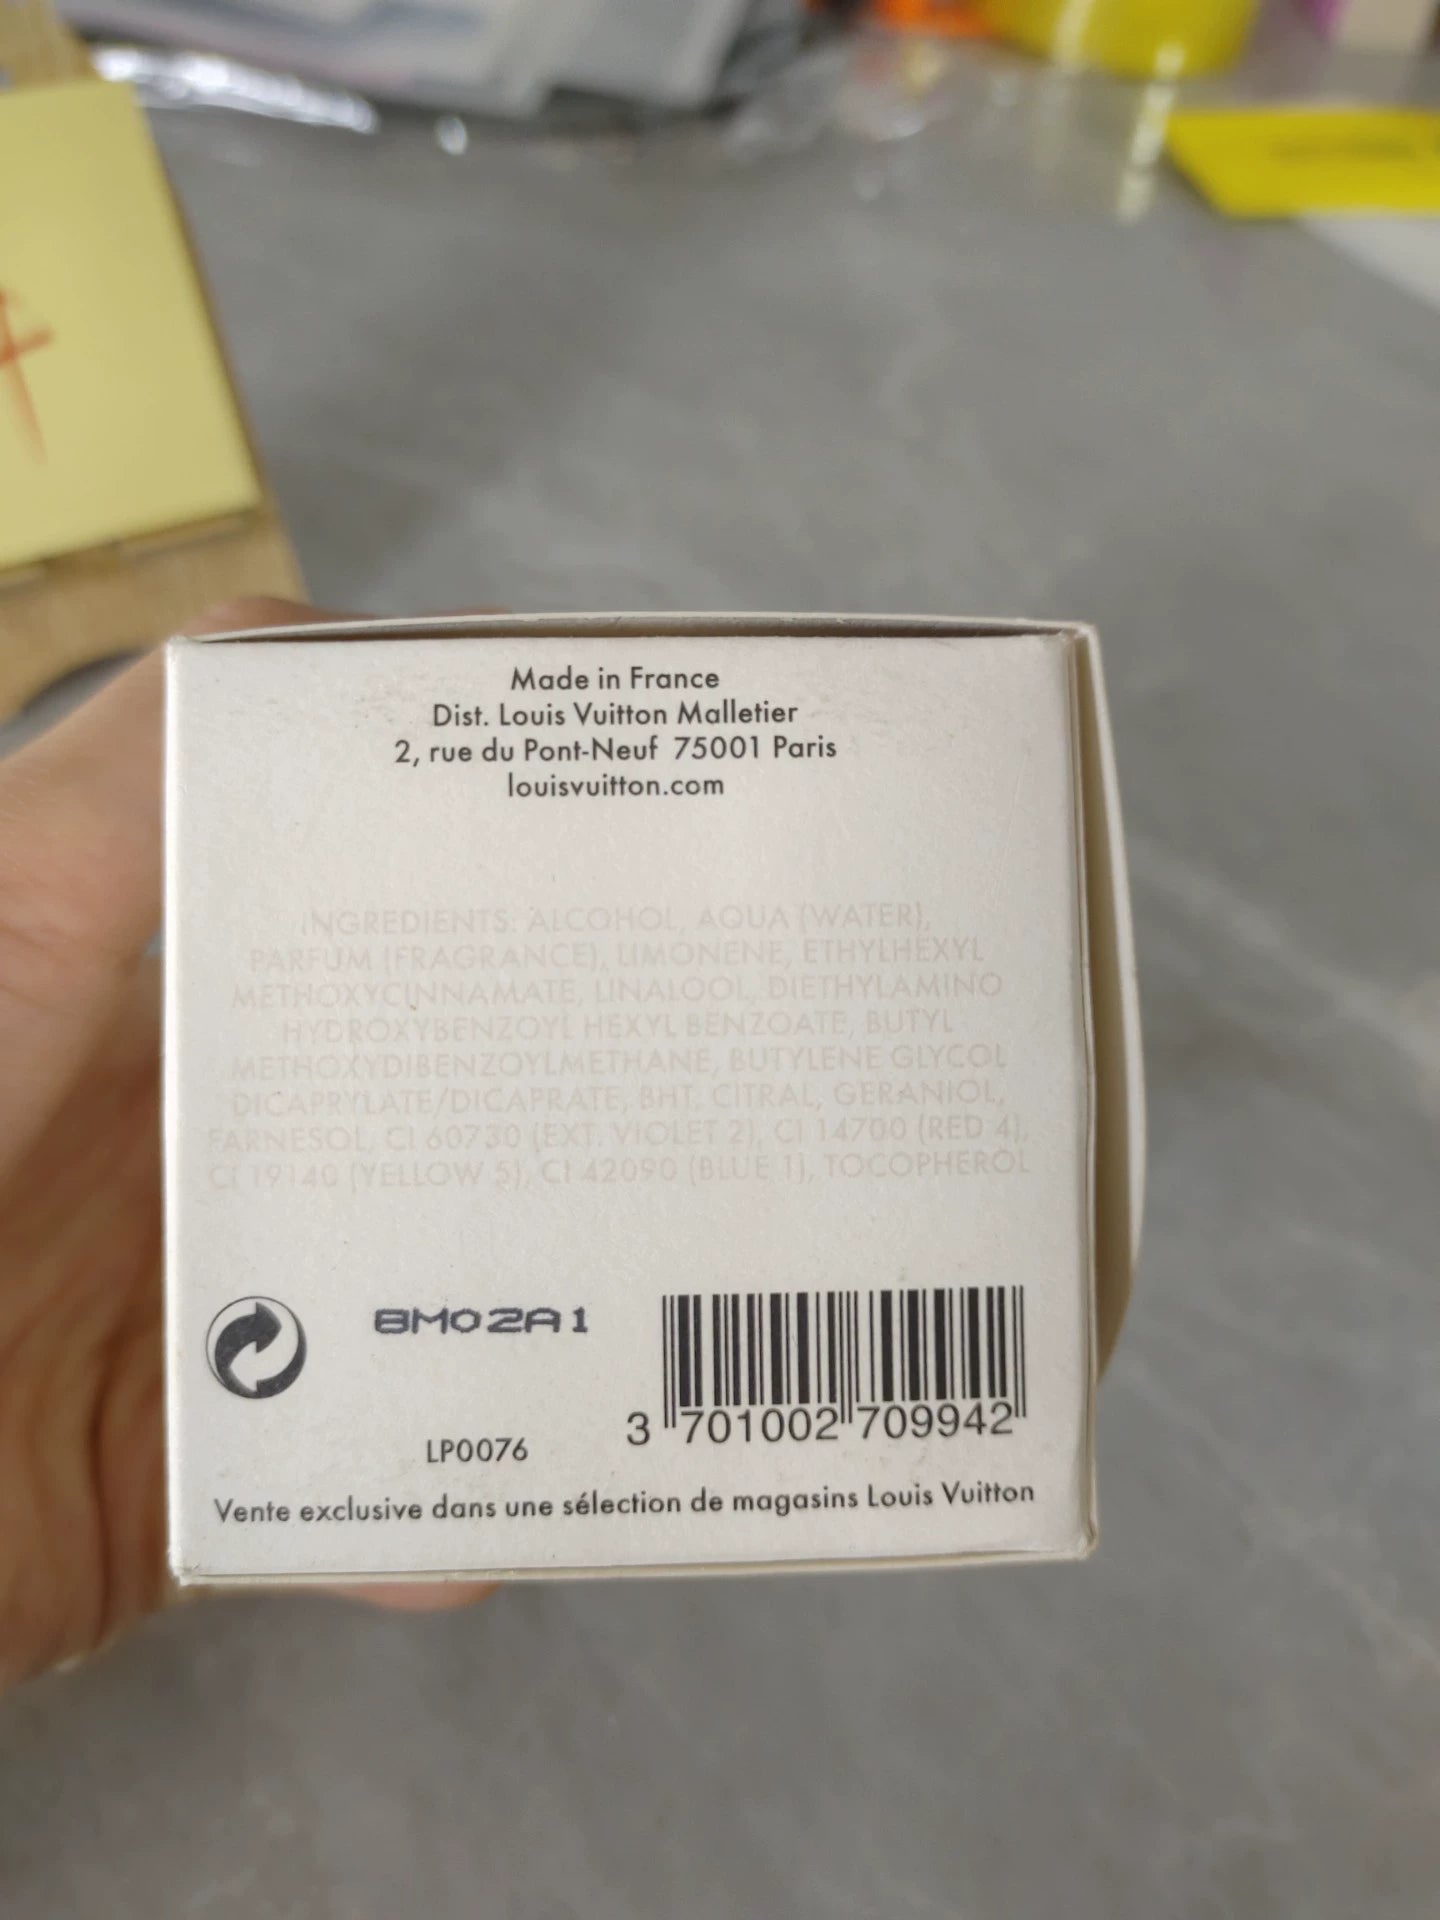 Made in France
Dist. Louis Vuitton Malletier
2, rue du Pont-Neuf 75001 Paris
louisvuitton.com
INGREDIENTS: ALCOHOL, AQUA (WATER),
PARFUM (FRAGRANCE), LIMONENE, ETHYLHEXYL
METHOXYCINNAMATE, LINALOOL, DIETHYLAMINO
HYDROXYBENZOYL HEXYL BENZOATE, BUTYL
METHOXYDIBENZOYLMETHANE, BUTYLENE GLYCOL
DICAPRYLATE/DICAPRATE, BHT, CITRAL, GERANIOL,
FARNESOL, CI 60730 (EXT. VIOLET 2), CI 14700 (RED 4),
CI 19140 (YELLOW 5), CI 42090 (BLUE 1), TOCOPHEROL
8M02A1
3 701002 709942
LP0076
Vente exclusive dans une sélection de magasins Louis Vuitton